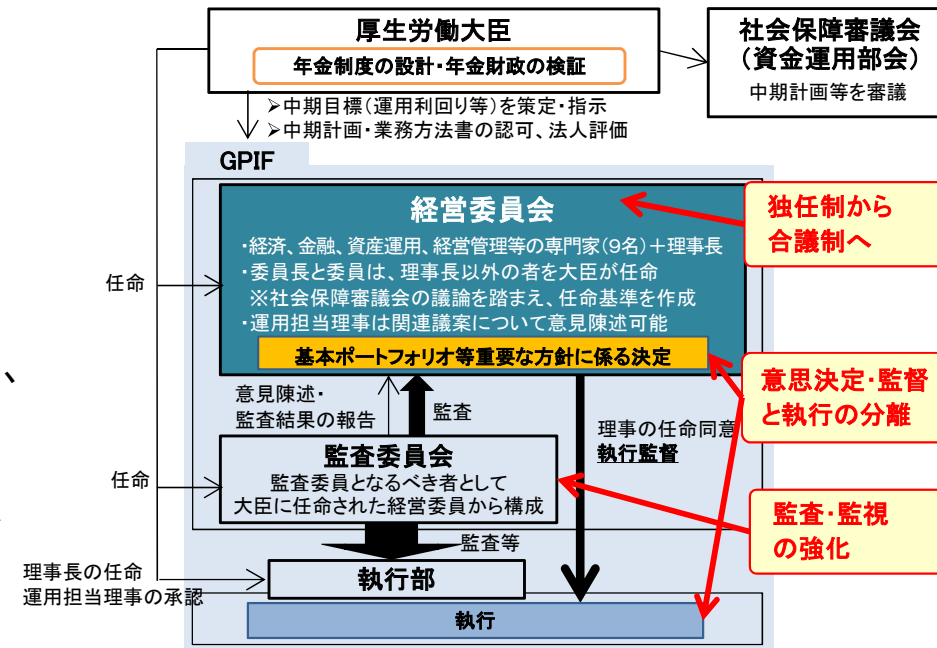 厚生労働大臣
年金制度の設計・年金財政の検証
社会保障審議会
（資金運用部会）
中期計画等を審議
➢中期目標（運用利回り等）を策定・指示
➢中期計画・業務方法書の認可、法人評価
GPIF
経営委員会
・経済、金融、資産運用、経営管理等の専門家（９名）＋理事長
・委員長と委員は、理事長以外の者を大臣が任命
※社会保障審議会の議論を踏まえ、任命基準を作成
・運用担当理事は関連議案について意見陳述可能
基本ポートフォリオ等重要な方針に係る決定
独任制から
合議制へ
任命
、
意思決定・監督
と執行の分離
意見陳述・
監査結果の報告
監査
理事の任命同意
執行監督
監査委員会
監査委員となるべき者として
大臣に任命された経営委員から構成
任命
監査・監視
の強化
監査等
理事長の任命
運用担当理事の承認
執行部
執行